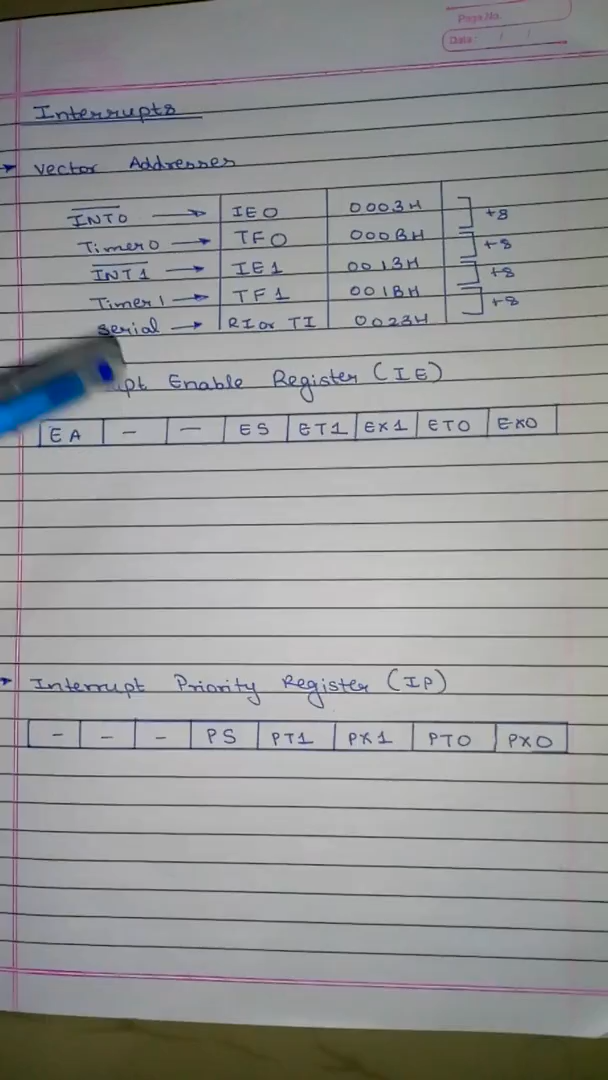 Page No.
Date: / /
Interrupts
→ Vector Addresses
INT0 → IE0 0003H ] +8
Timer0 → TF0 000BH ] +8
INT1 → IE1 0013H ] +8
Timer1 → TF1 001BH ] +8
Serial → RI or TI 0023H
upt Enable Register (IE)
EA - - ES ET1 EX1 ET0 EX0
→ Interrupt Priority Register (IP)
- - - PS PT1 PX1 PT0 PX0